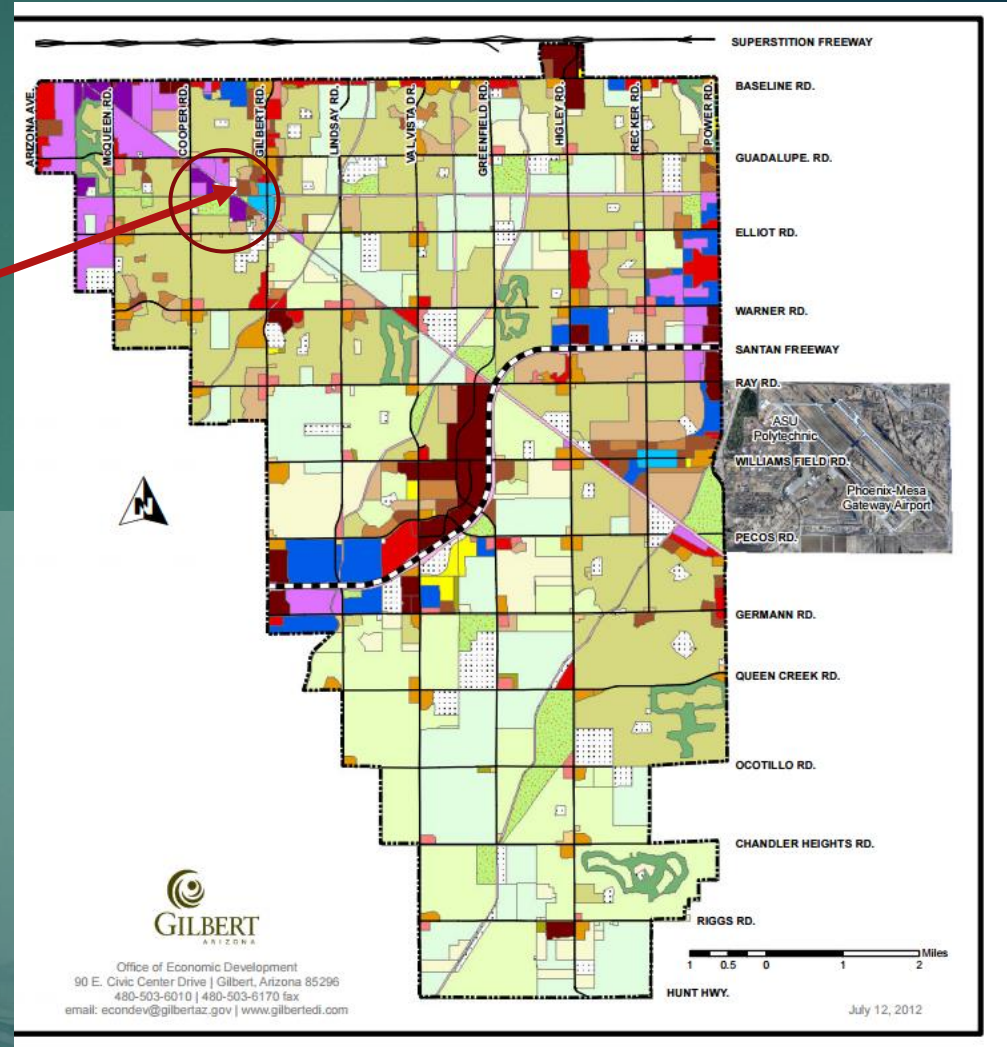 SUPERSTITION FREEWAY
BASELINE RD.
ARIZONA AVE.
McQUEEN RD.
COOPER RD.
GILBERT RD.
LINDSAY RD.
VAL VISTA DR.
GREENFIELD RD.
HIGLEY RD.
RECKER RD.
POWER RD.
GUADALUPE. RD.
ELLIOT RD.
WARNER RD.
SANTAN FREEWAY
RAY RD.
ASU
Polytechnic
WILLIAMS FIELD RD.
Phoenix-Mesa
Gateway Airport
PECOS RD.
N
GERMANN RD.
QUEEN CREEK RD.
OCOTILLO RD.
CHANDLER HEIGHTS RD.
RIGGS RD.
GILBERT
ARIZONA
Miles
1 0.5 0 1 2
HUNT HWY.
Office of Economic Development
90 E. Civic Center Drive | Gilbert, Arizona 85296
480-503-6010 | 480-503-6170 fax
email: econdev@gilbertaz.gov | www.gilbertedi.com
July 12, 2012